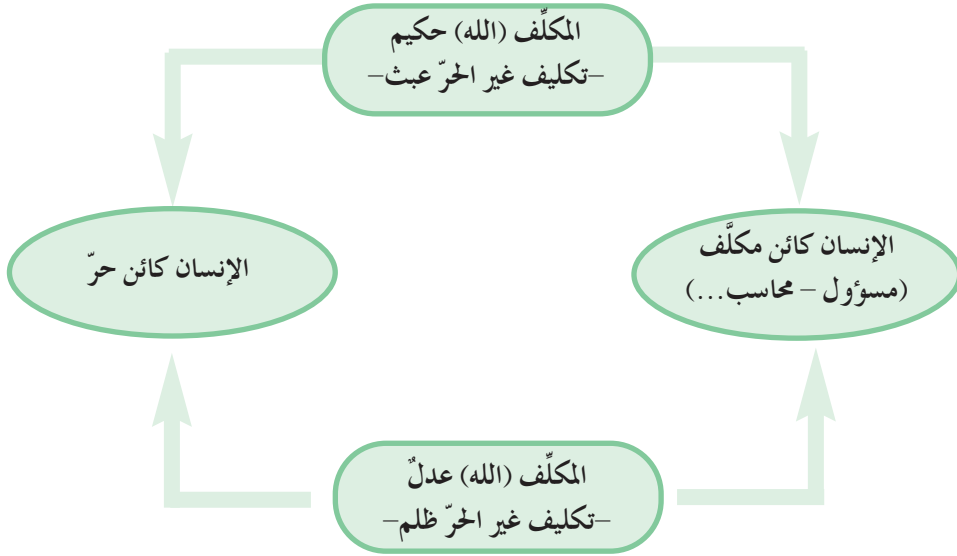 المكلِّف (الله) حكيم
-تكليف غير الحرّ عبث-
الإنسان كائن مكلَّف
(مسؤول - محاسب...)
الإنسان كائن حرّ
المكلِّف (الله) عدلٌ
-تكليف غير الحرّ ظلم-